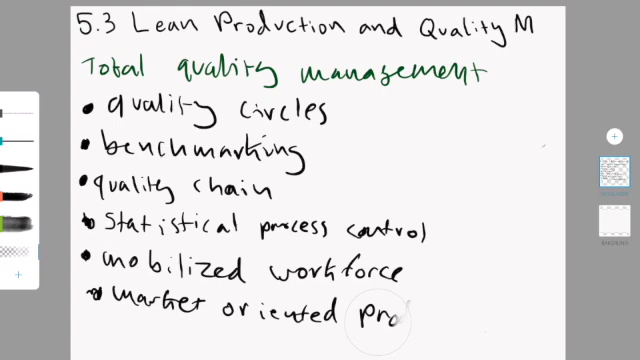 5.3 Lean Production and Quality M
Total quality management
• quality circles
• benchmarking
• quality chain
• Statistical process control
• mobilized workforce
• market oriented prod